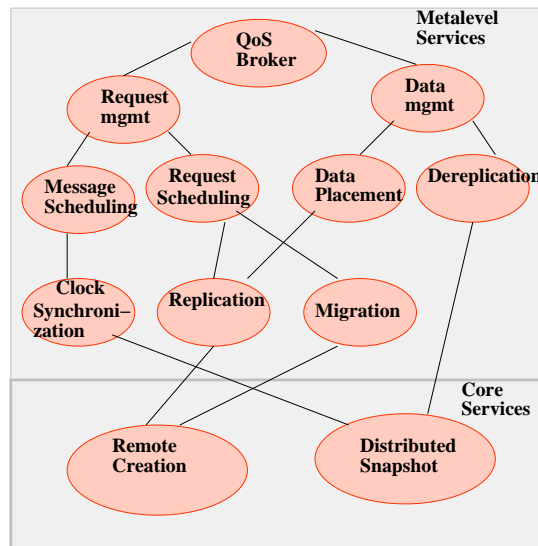 Metalevel
Services
QoS
Broker
Request
mgmt
Data
mgmt
Message
Scheduling
Request
Scheduling
Data
Placement
Dereplication
Clock
Synchroni–
zation
Replication
Migration
Core
Services
Remote
Creation
Distributed
Snapshot